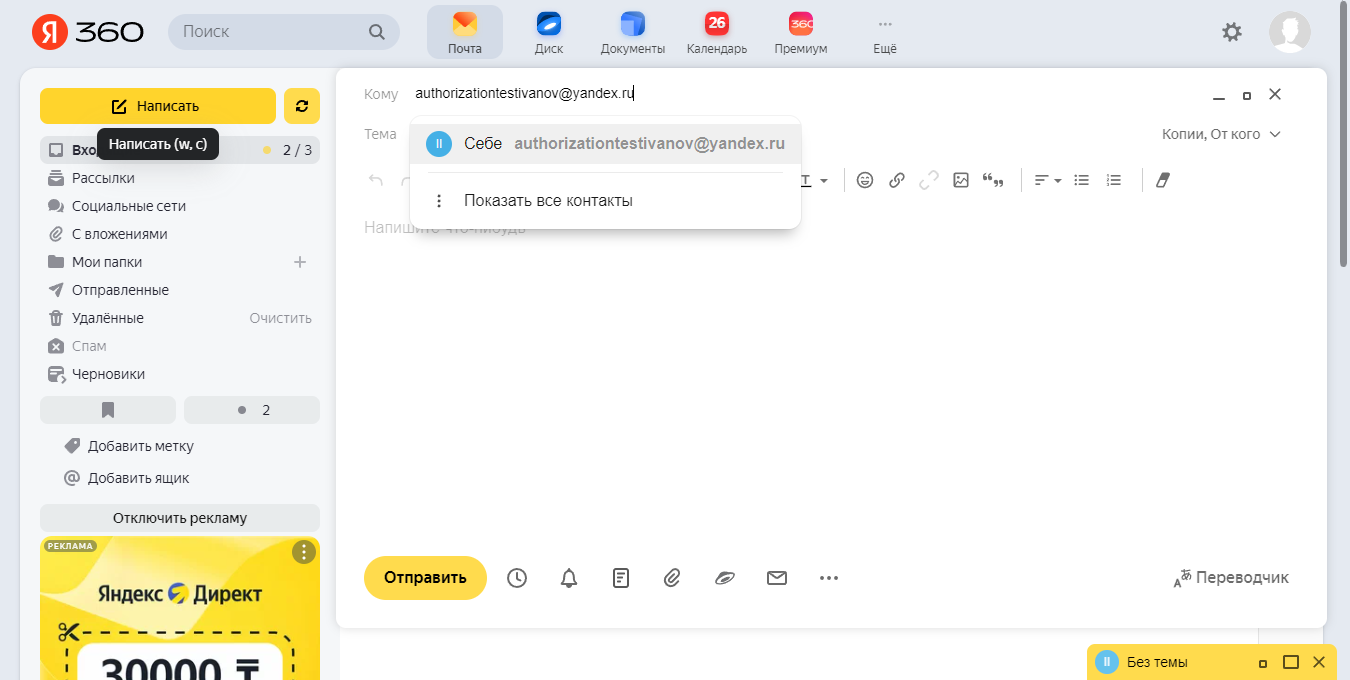 Я 360
Поиск
Почта
Диск
Документы
26
Календарь
360
Премиум
Ещё
Написать
Написать (w, c)
2 / 3
Рассылки
Социальные сети
С вложениями
Мои папки
Отправленные
Удалённые
Очистить
Спам
Черновики
2
Добавить метку
Добавить ящик
Отключить рекламу
РЕКЛАМА
Яндекс Директ
30000 ₸
Кому authorizationtestivanov@yandex.ru
Тема
Копии, От кого
II Себе authorizationtestivanov@yandex.ru
Показать все контакты
Напишите что-нибудь
Отправить
Переводчик
II Без темы